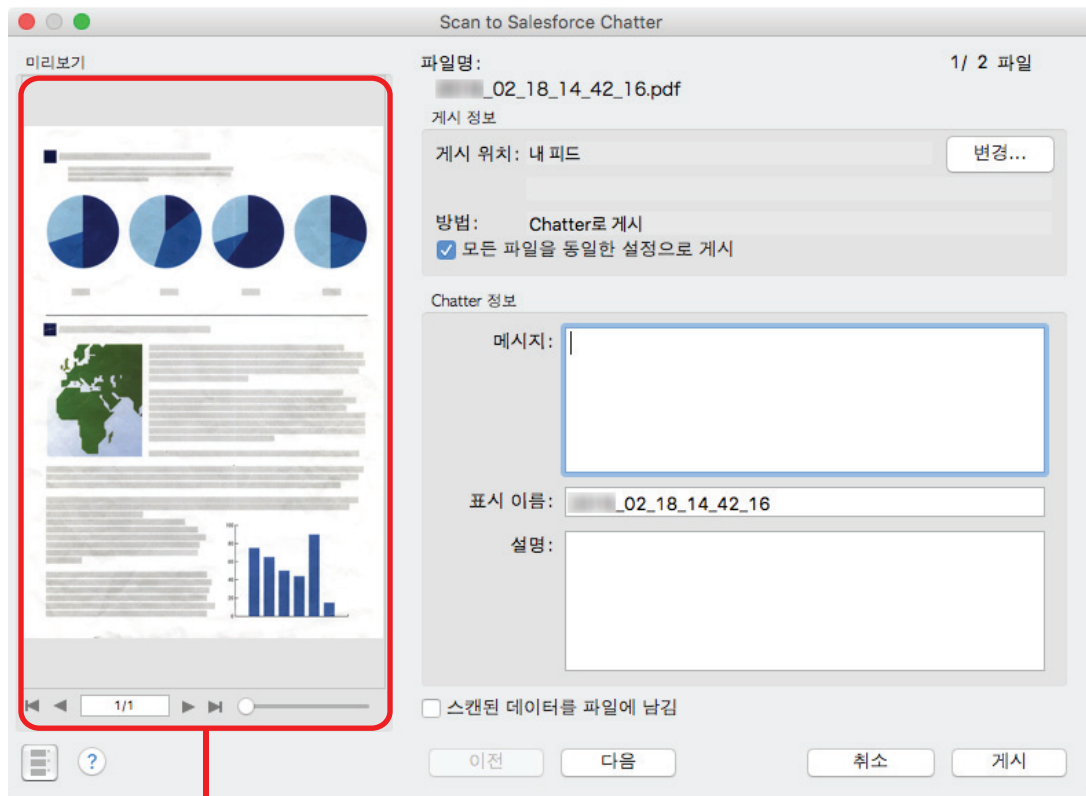 Scan to Salesforce Chatter
미리보기
파일명:
1/ 2 파일
_02_18_14_42_16.pdf
게시 정보
게시 위치: 내 피드
변경...
방법: Chatter로 게시
모든 파일을 동일한 설정으로 게시
Chatter 정보
메시지:
표시 이름: _02_18_14_42_16
설명:
1/1
스캔된 데이터를 파일에 남김
?
이전
다음
취소
게시